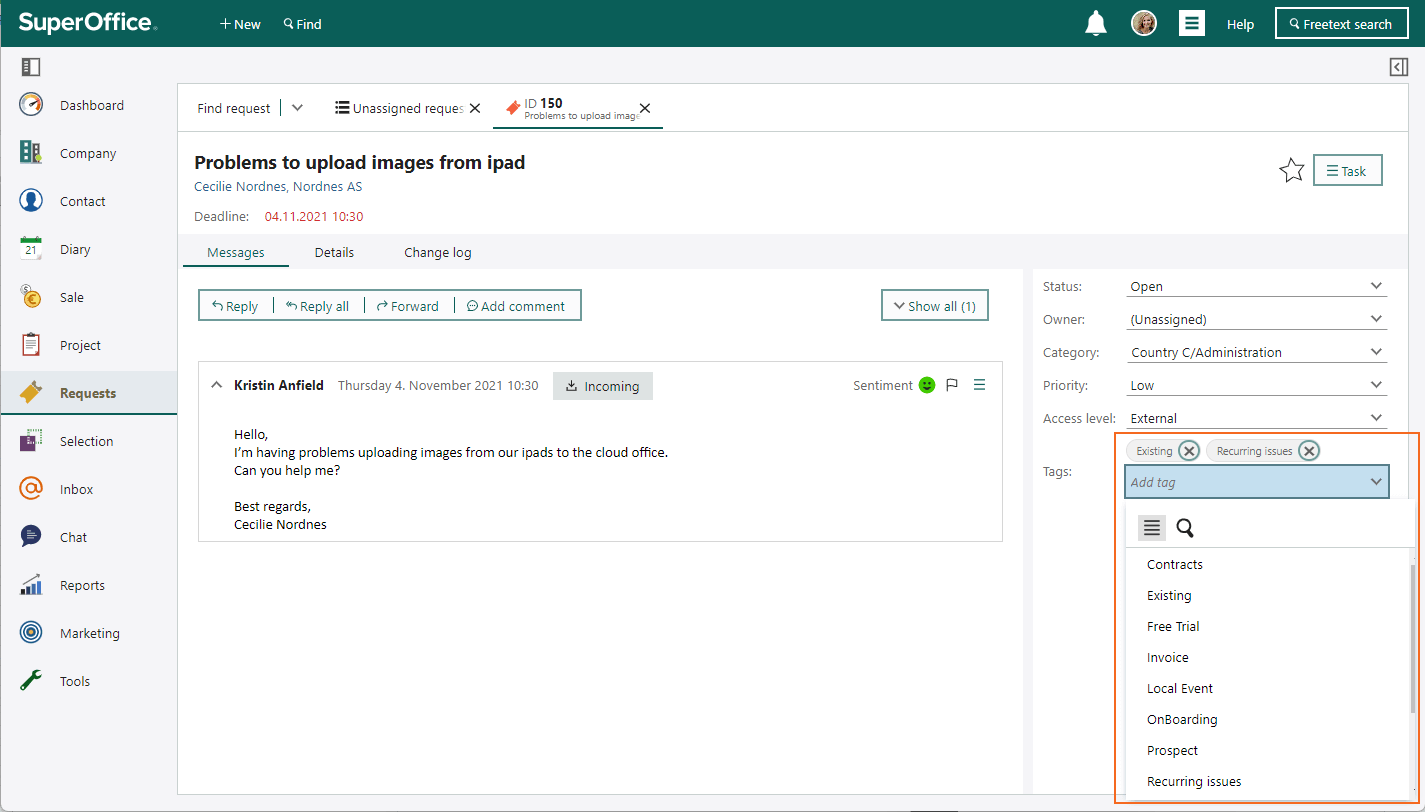 SuperOffice.
New
Find
Help
Freetext search
Dashboard
Company
Contact
21
Diary
Sale
Project
Requests
Selection
Inbox
Chat
Reports
Marketing
Tools
Find request
Unassigned reques
ID 150
Problems to upload image
Problems to upload images from ipad
Cecilie Nordnes, Nordnes AS
Deadline: 04.11.2021 10:30
Task
Messages Details Change log
Reply Reply all Forward Add comment
Show all (1)
Kristin Anfield Thursday 4. November 2021 10:30 Incoming
Sentiment
Hello,
I'm having problems uploading images from our ipads to the cloud office.
Can you help me?
Best regards,
Cecilie Nordnes
Status: Open
Owner: (Unassigned)
Category: Country C/Administration
Priority: Low
Access level: External
Tags:
Existing Recurring issues
Add tag
Contracts
Existing
Free Trial
Invoice
Local Event
OnBoarding
Prospect
Recurring issues